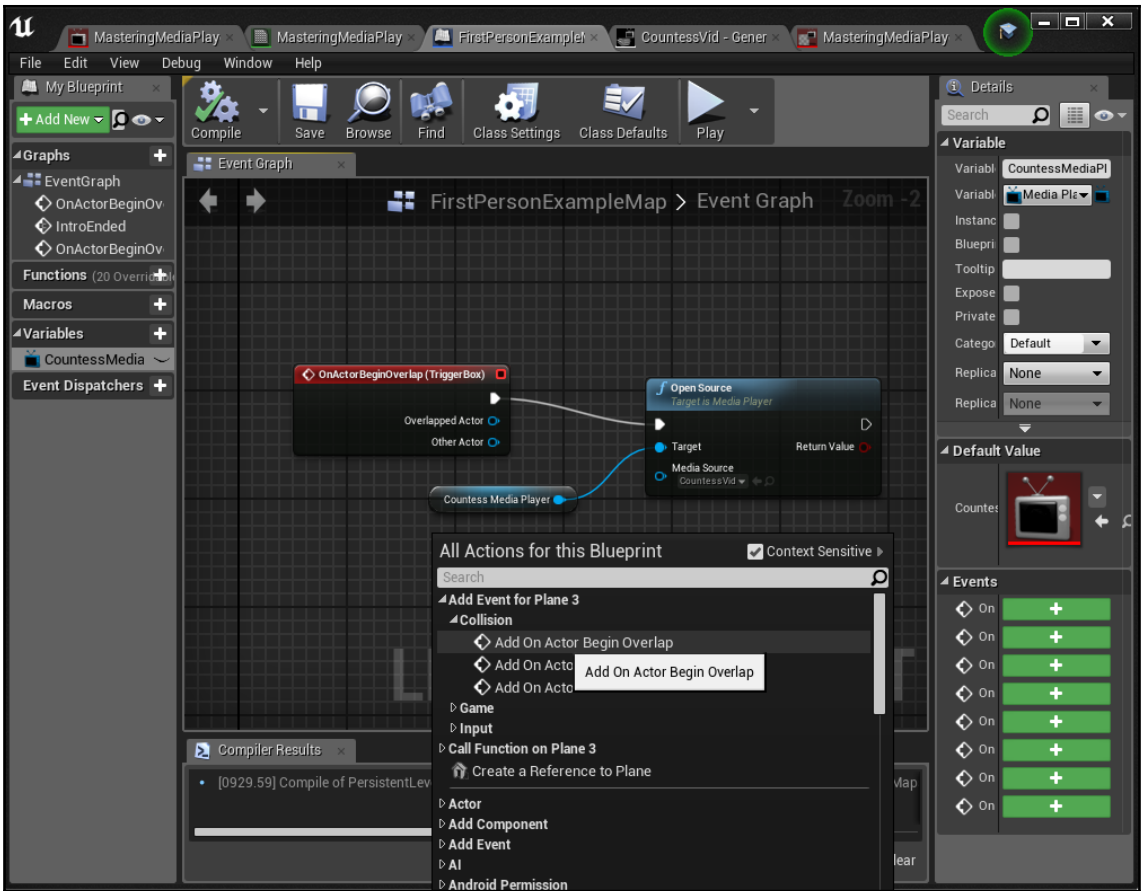 MasteringMediaPlay
MasteringMediaPlay
FirstPersonExampleM
CountessVid - Gener
MasteringMediaPlay
File Edit View Debug Window Help
My Blueprint
Add New
Graphs
EventGraph
OnActorBeginOv
IntroEnded
OnActorBeginOv
Functions (20 Overridable
Macros
Variables
CountessMedia
Event Dispatchers
Compile
Save
Browse
Find
Class Settings
Class Defaults
Play
Event Graph
FirstPersonExampleMap > Event Graph
Zoom -2
OnActorBeginOverlap (TriggerBox)
Overlapped Actor
Other Actor
Countess Media Player
Open Source
Target is Media Player
Target
Return Value
Media Source
CountessVid
All Actions for this Blueprint
Context Sensitive
Search
Add Event for Plane 3
Collision
Add On Actor Begin Overlap
Add On Acto
Add On Acto
Add On Actor Begin Overlap
Game
Input
Call Function on Plane 3
Create a Reference to Plane
Actor
Add Component
Add Event
AI
Android Permission
Compiler Results
[0929.59] Compile of PersistentLev
Map
lear
Details
Search
Variable
Variabl
CountessMediaPl
Variabl
Media Pla
Instanc
Bluepri
Tooltip
Expose
Private
Catego
Default
Replica
None
Replica
None
Default Value
Countes
Events
On
On
On
On
On
On
On
On